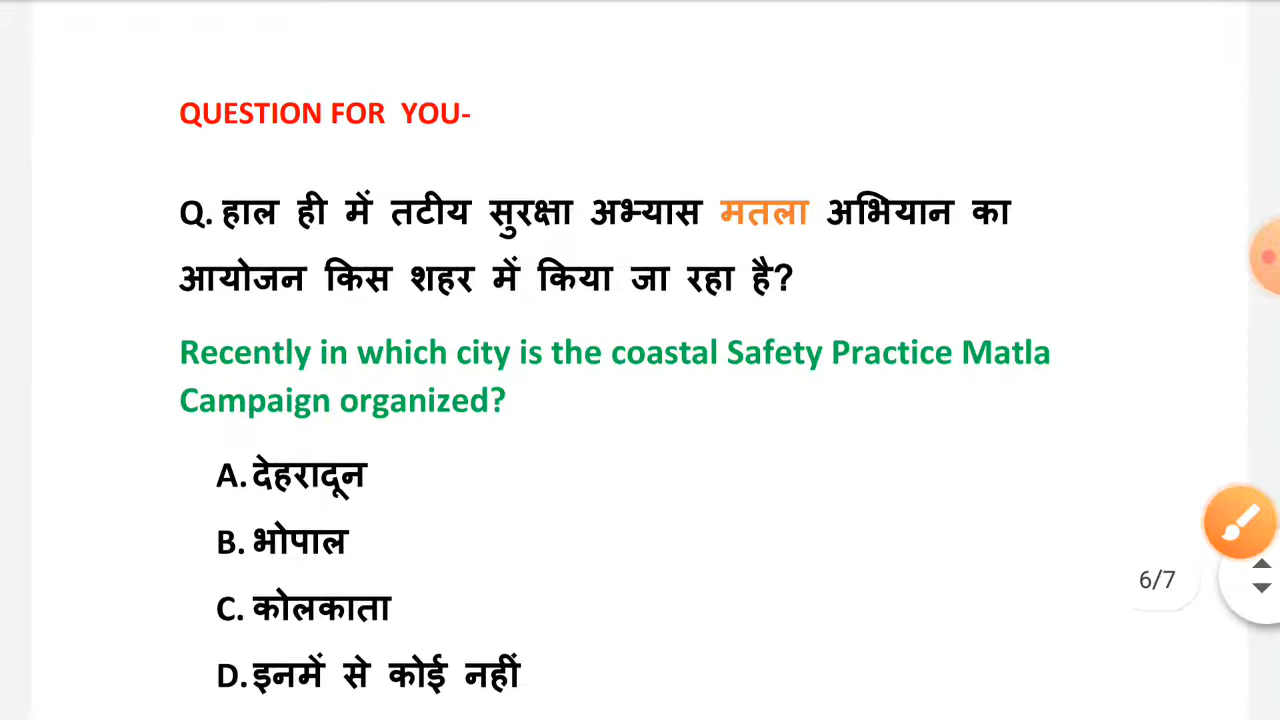 QUESTION FOR YOU-
Q. हाल ही में तटीय सुरक्षा अभ्यास मतला अभियान का
आयोजन किस शहर में किया जा रहा है?
Recently in which city is the coastal Safety Practice Matla
Campaign organized?
A. देहरादून
B. भोपाल
C. कोलकाता
D. इनमें से कोई नहीं
6/7